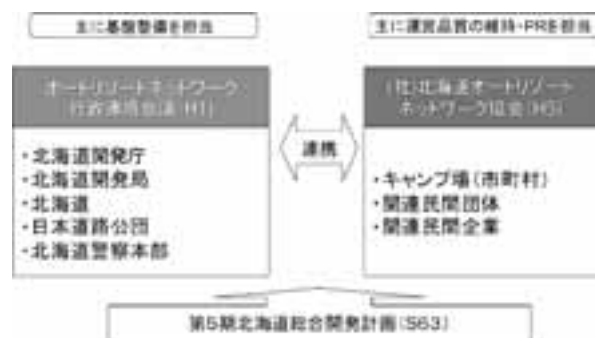 主に基盤整備を担当
主に運営品質の維持・PRを担当
オートリゾートネットワーク
行政連絡会議(H1)
(社)北海道オートリゾート
ネットワーク協会(H5)
・北海道開発庁
・北海道開発局
・北海道
・日本道路公団
・北海道警察本部
連携
・キャンプ場(市町村)
・関連民間団体
・関連民間企業
第5期北海道総合開発計画(S63)